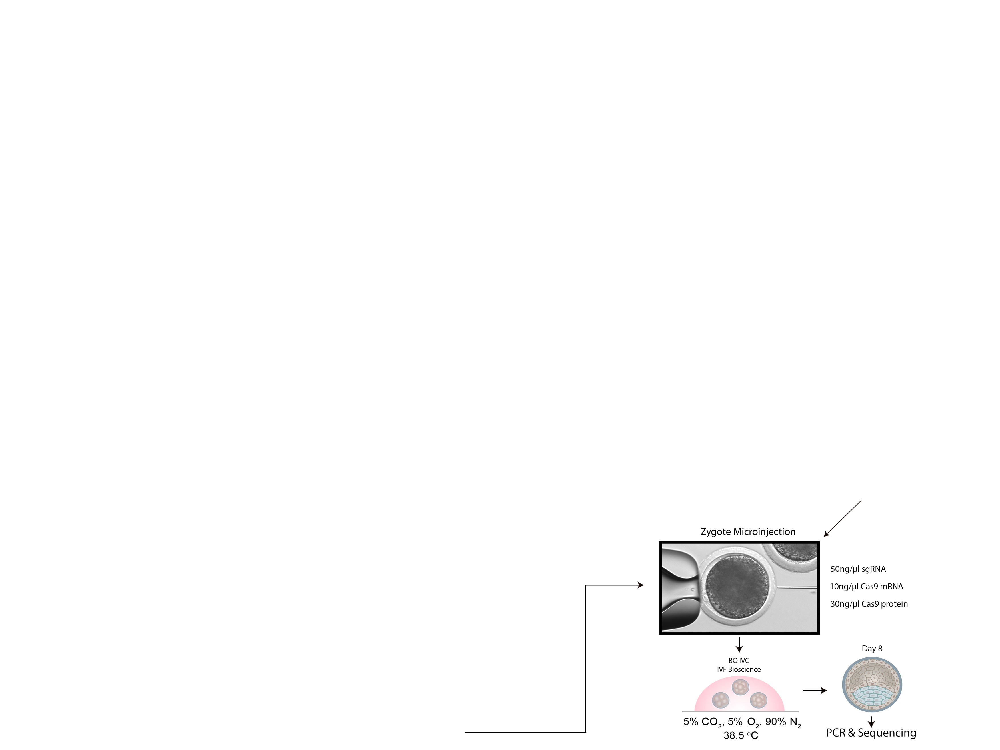 Zygote Microinjection
50ng/µl sgRNA
10ng/µl Cas9 mRNA
30ng/µl Cas9 protein
BO IVC
IVF Bioscience
Day 8
5% CO₂, 5% O₂, 90% N₂
38.5 ºC
PCR & Sequencing